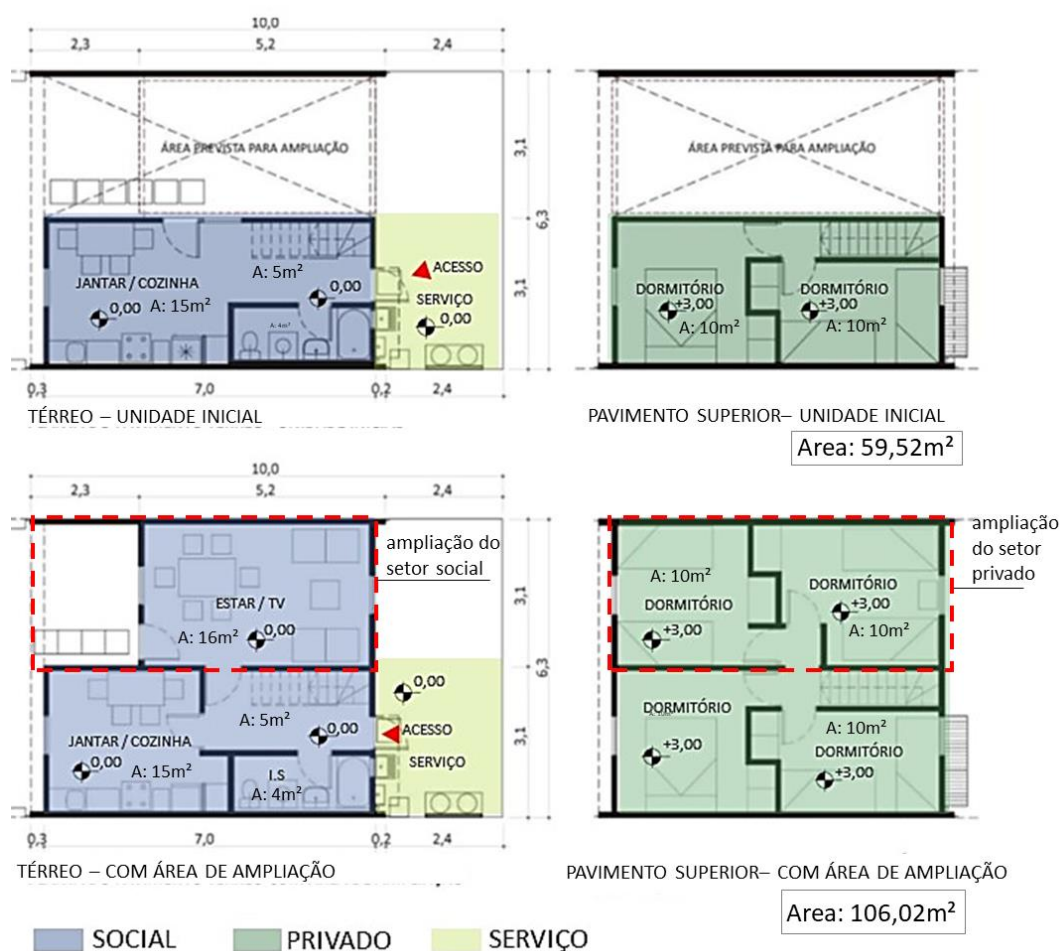 10,0
2,3
5,2
2,4
ÁREA PREVISTA PARA AMPLIAÇÃO
3,1
6,3
3,1
A: 5m²
JANTAR / COZINHA
0,00
A: 15m²
0,00
A: 4m²
ACESSO
SERVIÇO
0,00
0,3
7,0
0,2
2,4
TÉRREO – UNIDADE INICIAL
ÁREA PREVISTA PARA AMPLIAÇÃO
DORMITÓRIO
+3,00
A: 10m²
DORMITÓRIO
+3,00
A: 10m²
PAVIMENTO SUPERIOR– UNIDADE INICIAL
Area: 59,52m²
10,0
2,3
5,2
2,4
ampliação do
setor social
3,1
6,3
3,1
ESTAR / TV
A: 16m²
0,00
0,00
A: 5m²
0,00
ACESSO
JANTAR / COZINHA
0,00
A: 15m²
I.S
A: 4m²
SERVIÇO
0,3
7,0
0,2
2,4
TÉRREO – COM ÁREA DE AMPLIAÇÃO
ampliação
do setor
privado
A: 10m²
DORMITÓRIO
+3,00
DORMITÓRIO
+3,00
A: 10m²
DORMITÓRIO
+3,00
A: 10m²
DORMITÓRIO
+3,00
PAVIMENTO SUPERIOR– COM ÁREA DE AMPLIAÇÃO
Area: 106,02m²
SOCIAL
PRIVADO
SERVIÇO